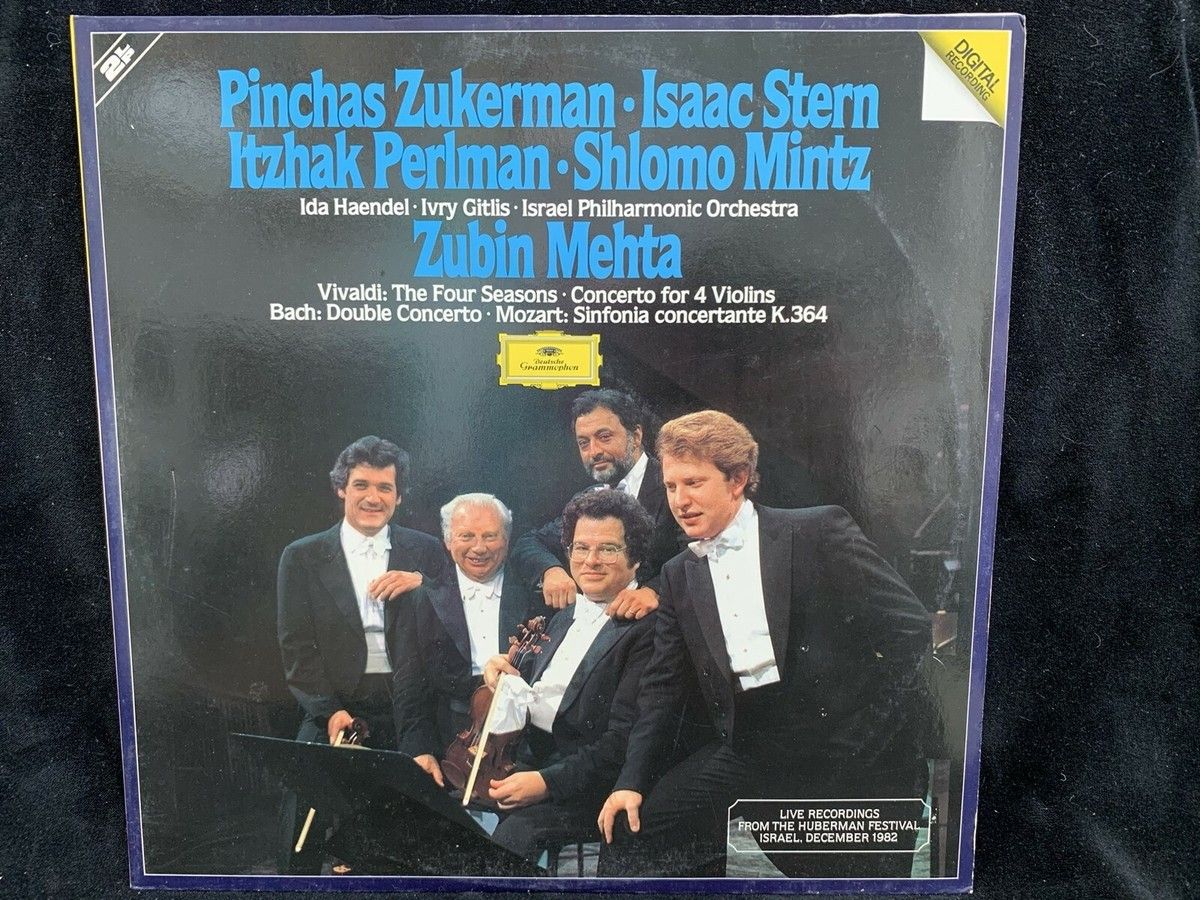 2LP
DIGITAL
RECORDING
Pinchas Zukerman · Isaac Stern
Itzhak Perlman · Shlomo Mintz
Ida Haendel · Ivry Gitlis · Israel Philharmonic Orchestra
Zubin Mehta
Vivaldi: The Four Seasons · Concerto for 4 Violins
Bach: Double Concerto · Mozart: Sinfonia concertante K.364
Deutsche
Grammophon
LIVE RECORDINGS
FROM THE HUBERMAN FESTIVAL
ISRAEL, DECEMBER 1982